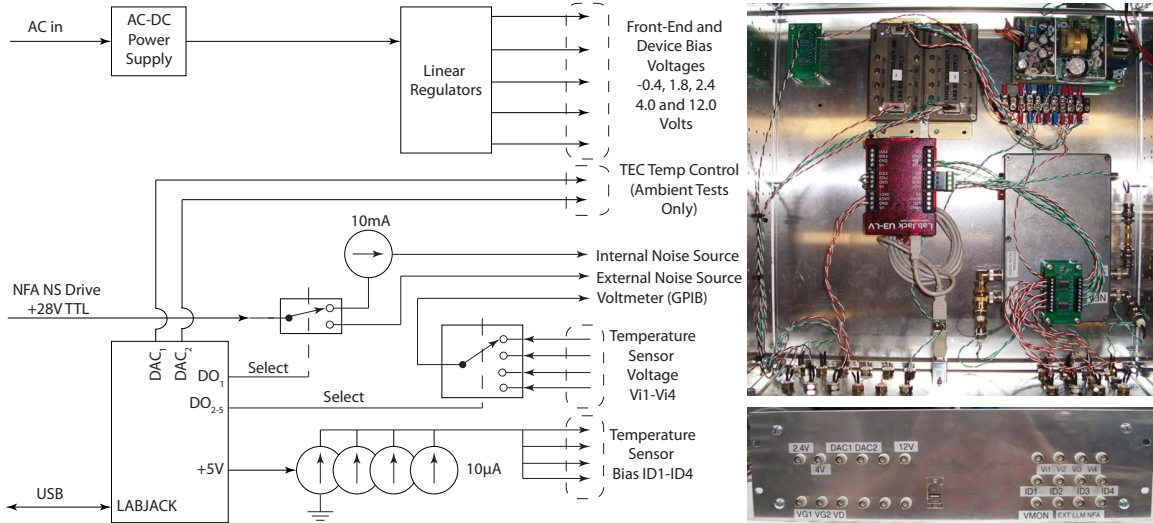 AC in
AC-DC
Power
Supply
Linear
Regulators
Front-End and
Device Bias
Voltages
-0.4, 1.8, 2.4
4.0 and 12.0
Volts
TEC Temp Control
(Ambient Tests
Only)
10mA
Internal Noise Source
External Noise Source
Voltmeter (GPIB)
NFA NS Drive
+28V TTL
Temperature
Sensor
Voltage
Vi1-Vi4
DAC1
DAC2
DO1
Select
DO2-5
Select
Temperature
Sensor
Bias ID1-ID4
+5V
10µA
USB
LABJACK
LabJack U3-LV
2.4V
4V
DAC1 DAC2
12V
Vi1 Vi2 Vi3 Vi4
ID1 ID2 ID3 ID4
VG1 VG2 VD
VMON EXT LLM NFA